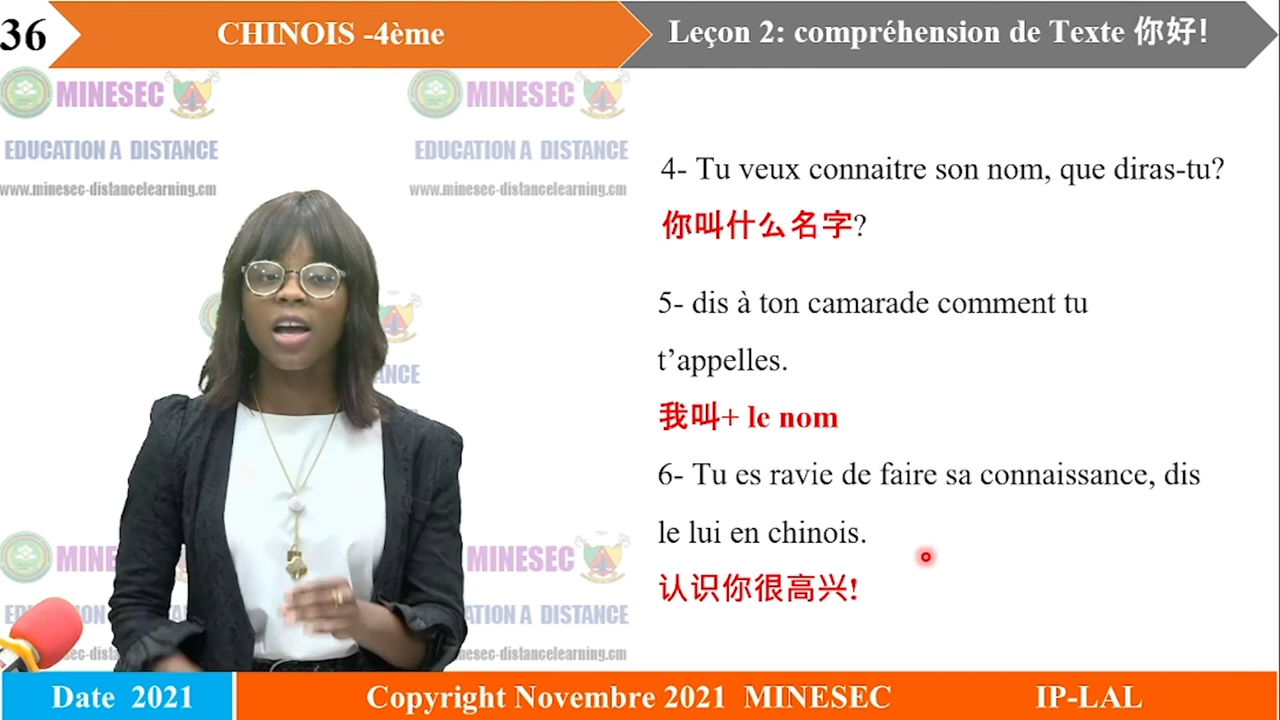 36
CHINOIS -4ème
Leçon 2: compréhension de Texte 你好!
MINESEC
MINESEC
EDUCATION A DISTANCE
EDUCATION A DISTANCE
www.minesec-distancelearning.cm
www.minesec-distancelearning.cm
4- Tu veux connaitre son nom, que diras-tu?
你叫什么名字?
5- dis à ton camarade comment tu
t'appelles.
我叫+ le nom
6- Tu es ravie de faire sa connaissance, dis
le lui en chinois.
认识你很高兴!
MINESEC
MINESEC
DISTANCE
Date 2021
Copyright Novembre 2021 MINESEC
IP-LAL